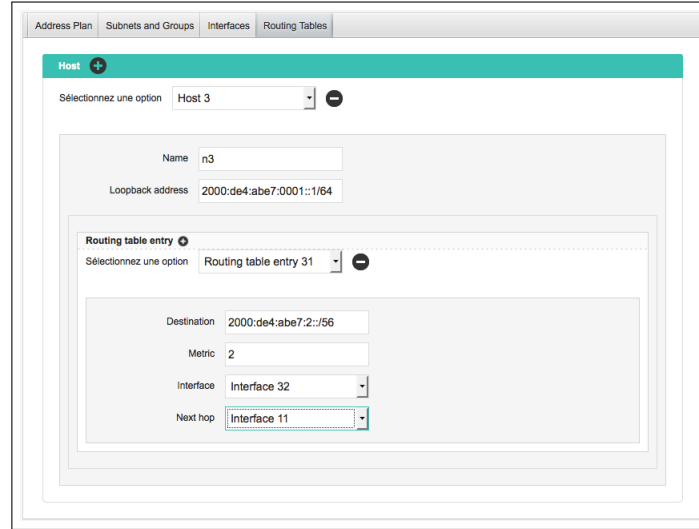 Address Plan Subnets and Groups Interfaces Routing Tables
Host
Sélectionnez une option Host 3
Name n3
Loopback address 2000:de4:abe7:0001::1/64
Routing table entry
Sélectionnez une option Routing table entry 31
Destination 2000:de4:abe7:2::/56
Metric 2
Interface Interface 32
Next hop Interface 11